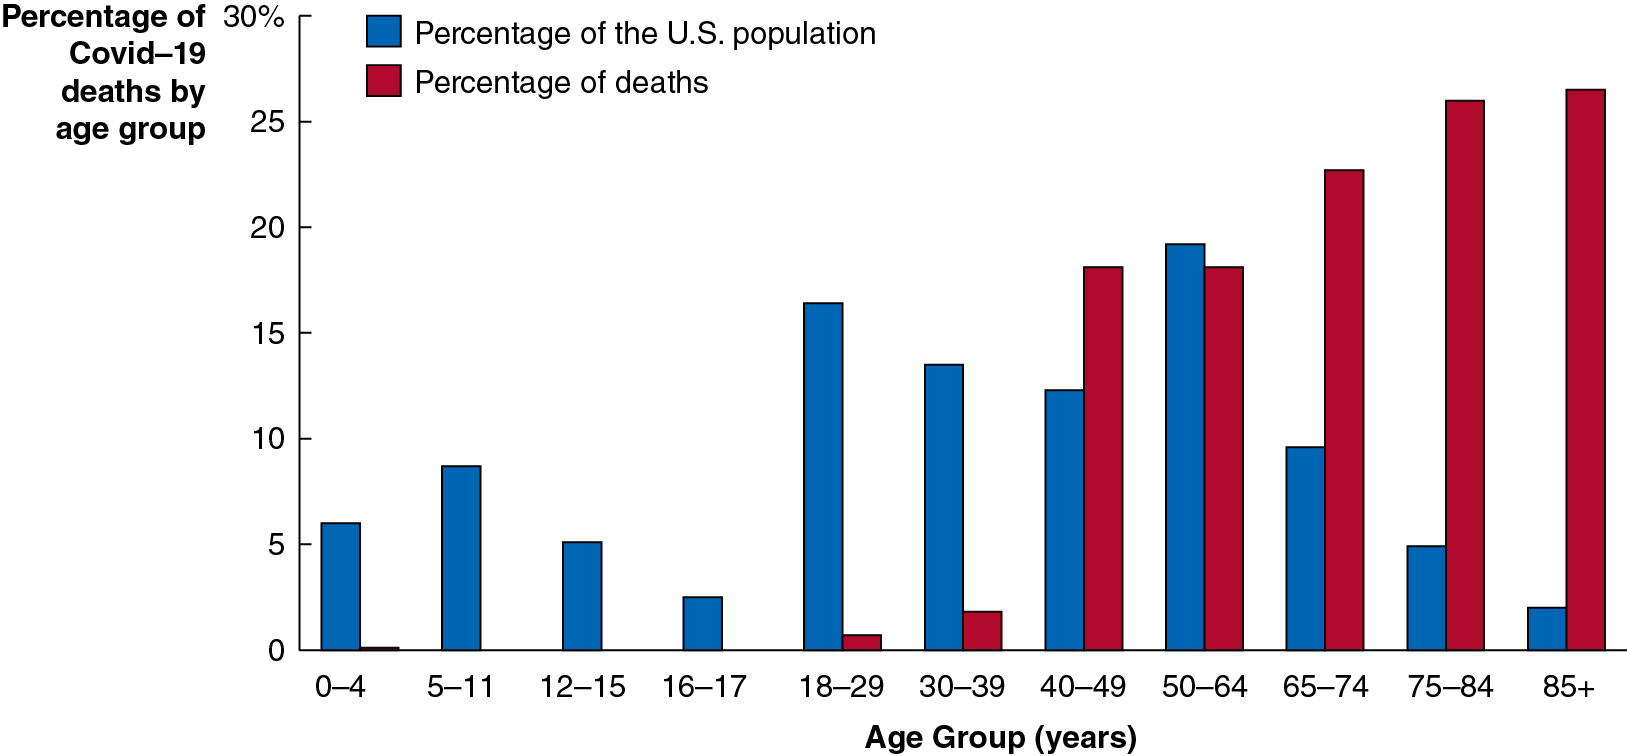 Percentage of
Covid–19
deaths by
age group
30%
25
20
15
10
5
0
Percentage of the U.S. population
Percentage of deaths
0–4 5–11 12–15 16–17 18–29 30–39 40–49 50–64 65–74 75–84 85+
Age Group (years)